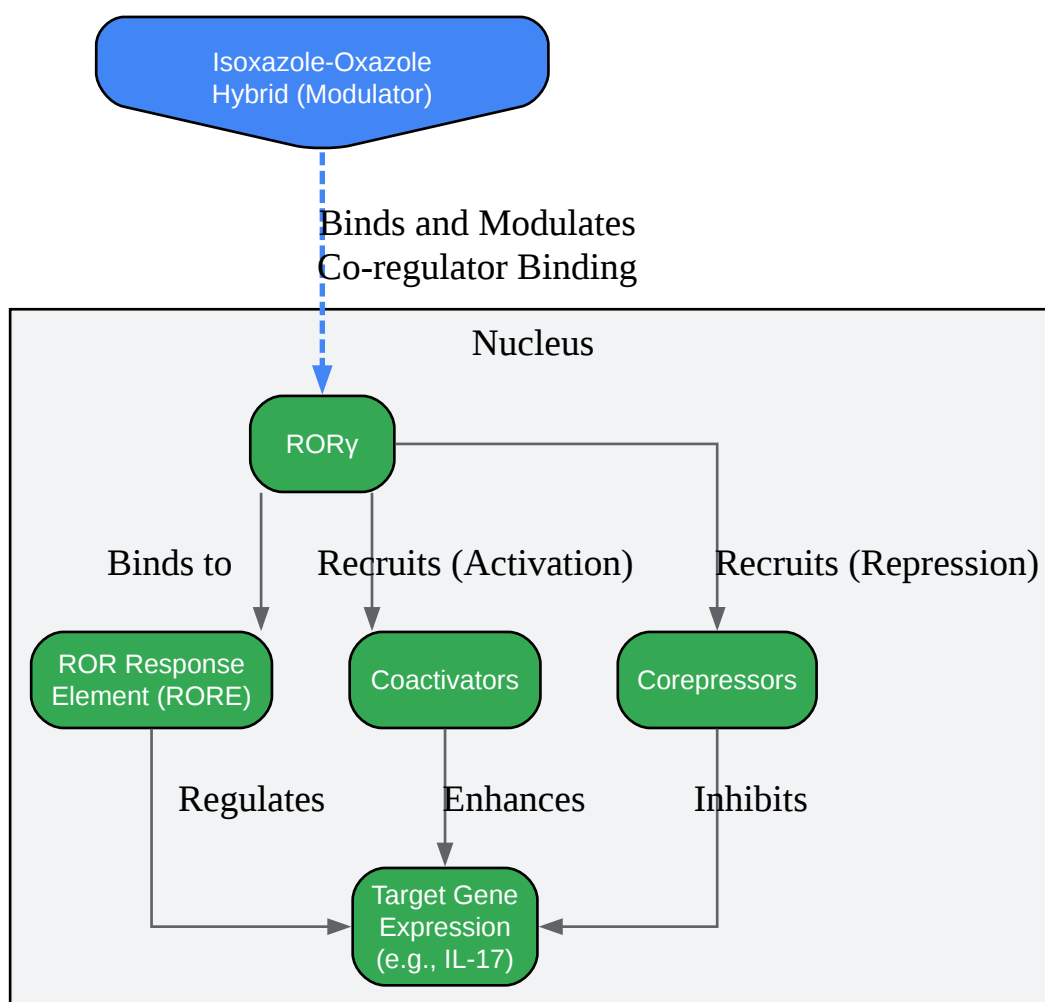 Isoxazole-Oxazole
Hybrid (Modulator)
Binds and Modulates
Co-regulator Binding
Nucleus
RORγ
Binds to
Recruits (Activation)
Recruits (Repression)
ROR Response
Element (RORE)
Coactivators
Corepressors
Regulates
Enhances
Inhibits
Target Gene
Expression
(e.g., IL-17)